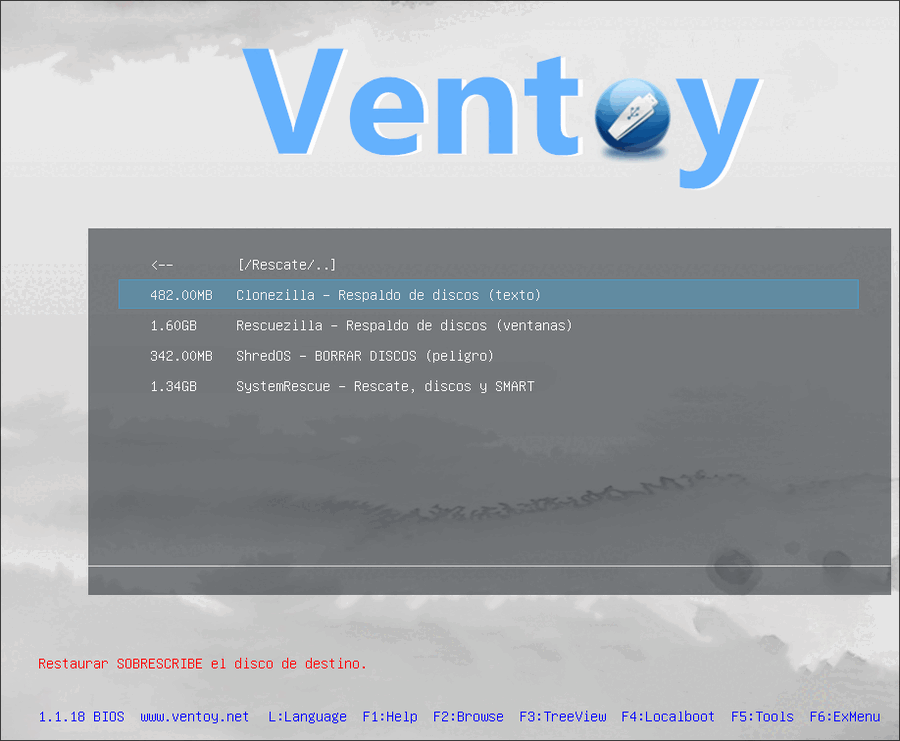 Ventoy
<-- [/Rescate/..]
482.00MB Clonezilla - Respaldo de discos (texto)
1.60GB Rescuezilla - Respaldo de discos (ventanas)
342.00MB ShredOS - BORRAR DISCOS (peligro)
1.34GB SystemRescue - Rescate, discos y SMART
Restaurar SOBRESCRIBE el disco de destino.
1.1.18 BIOS www.ventoy.net L:Language F1:Help F2:Browse F3:TreeView F4:Localboot F5:Tools F6:ExMenu